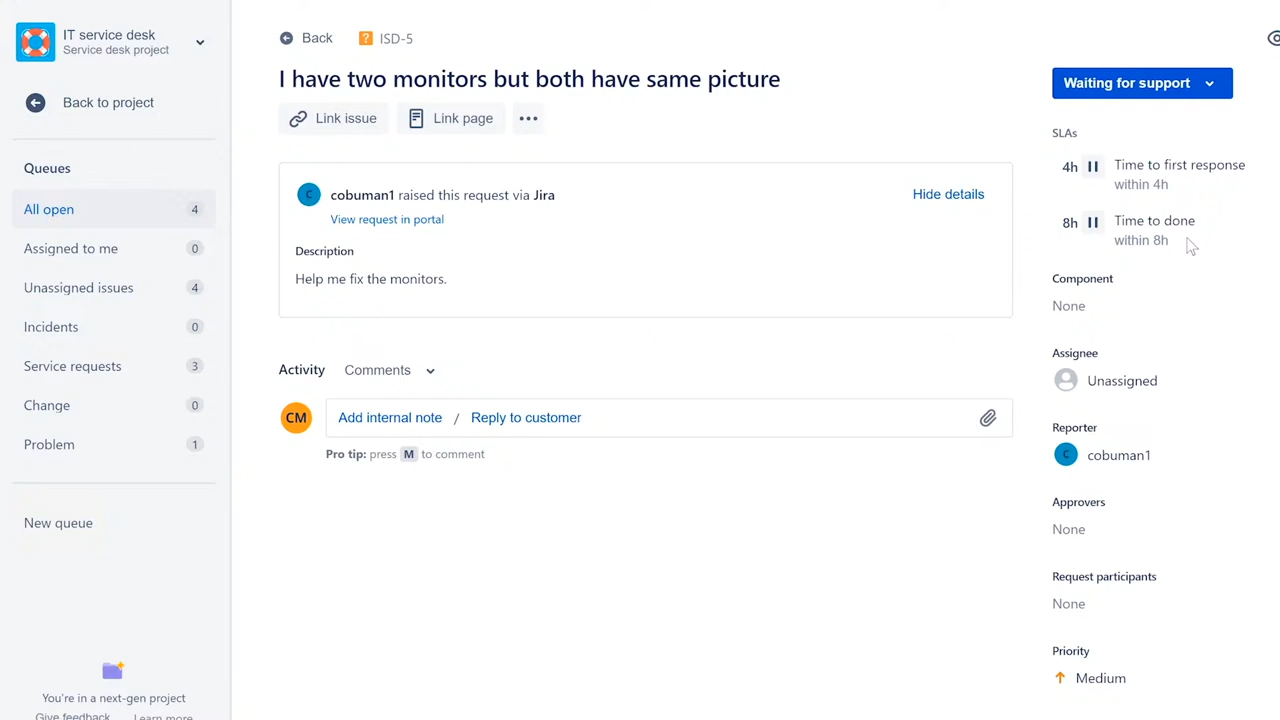 IT service desk
Service desk project
Back to project
Queues
All open 4
Assigned to me 0
Unassigned issues 4
Incidents 0
Service requests 3
Change 0
Problem 1
New queue
You're in a next-gen project
Give feedback Learn more
Back ISD-5
I have two monitors but both have same picture
Link issue Link page
C cobuman1 raised this request via Jira Hide details
View request in portal
Description
Help me fix the monitors.
Activity Comments
CM Add internal note / Reply to customer
Pro tip: press M to comment
Waiting for support
SLAs
4h Time to first response
within 4h
8h Time to done
within 8h
Component
None
Assignee
Unassigned
Reporter
C cobuman1
Approvers
None
Request participants
None
Priority
Medium